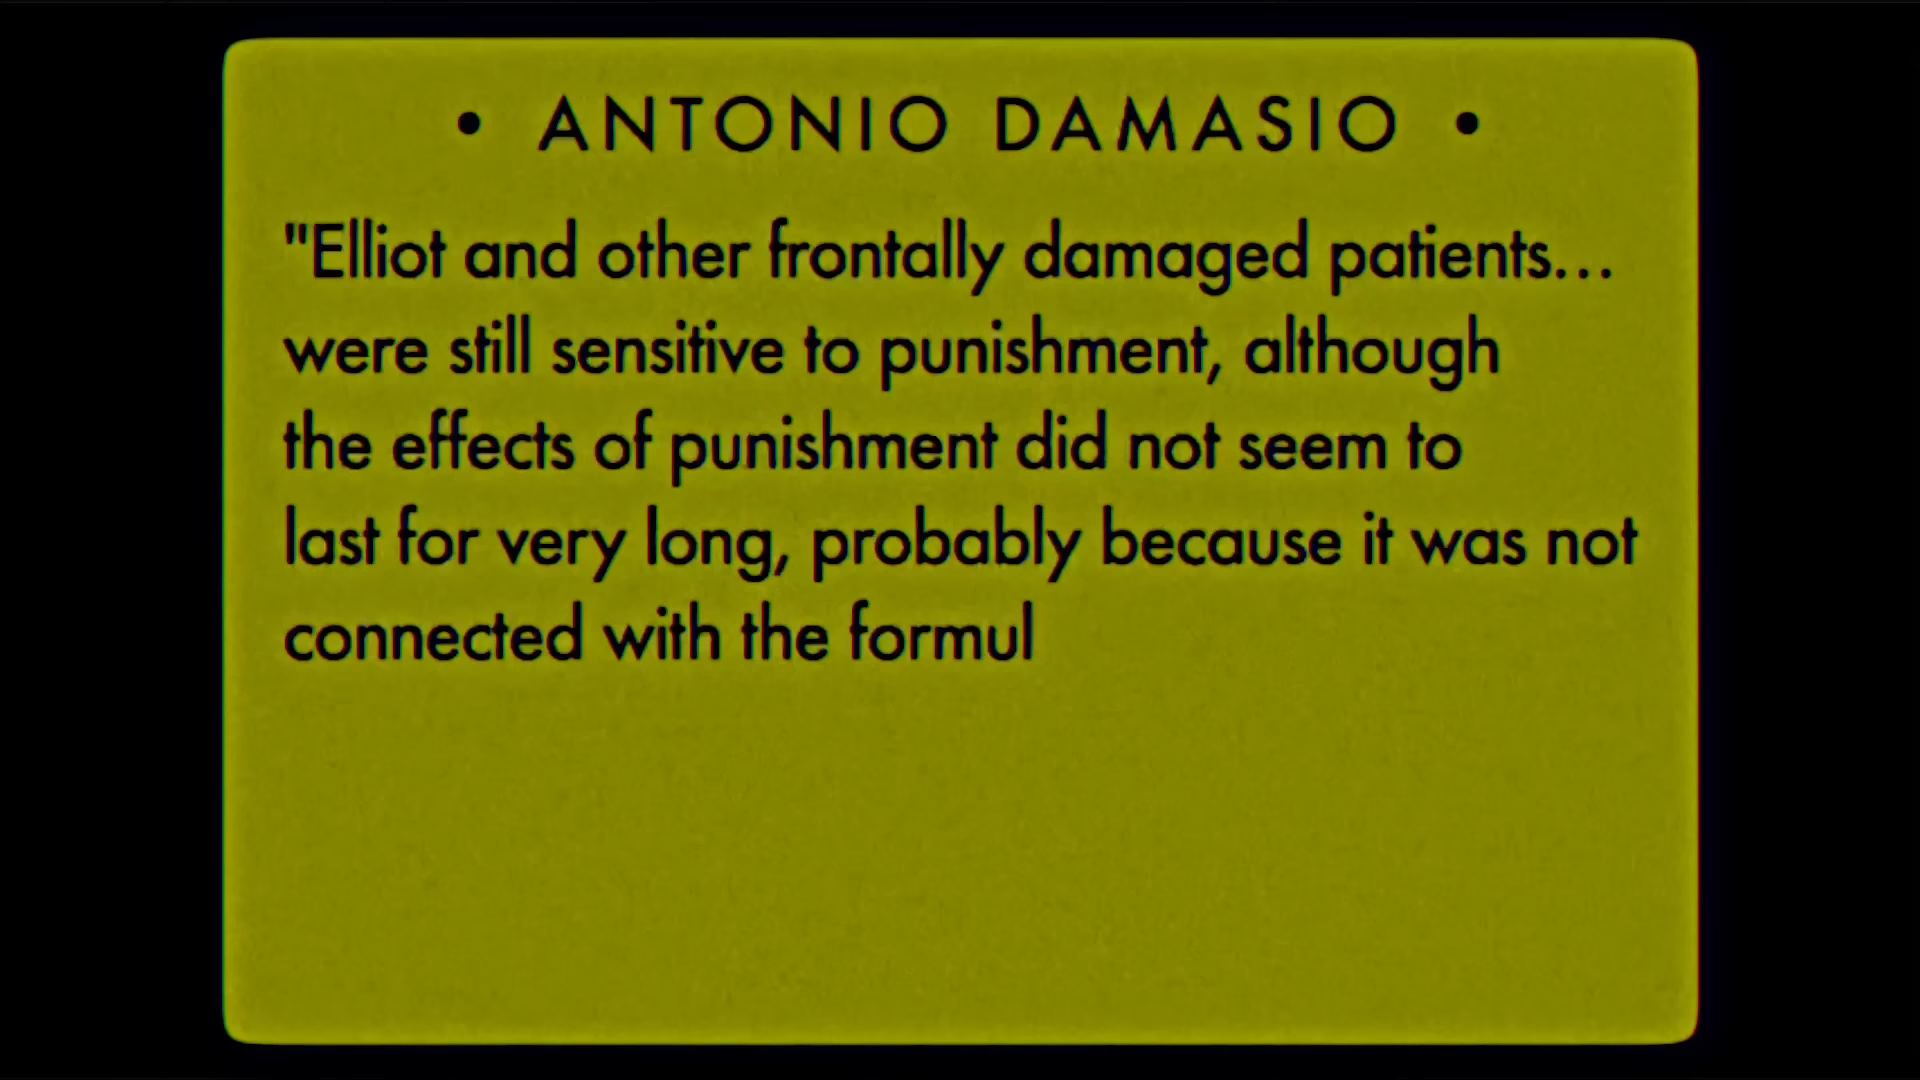 • ANTONIO DAMASIO •
"Elliot and other frontally damaged patients...
were still sensitive to punishment, although
the effects of punishment did not seem to
last for very long, probably because it was not
connected with the formul